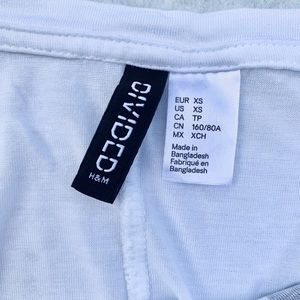 DIVIDED
H&M
EUR XS
US XS
CA TP
CN 160/80A
MX XCH
Made in
Bangladesh
Fabriqué en
Bangladesh